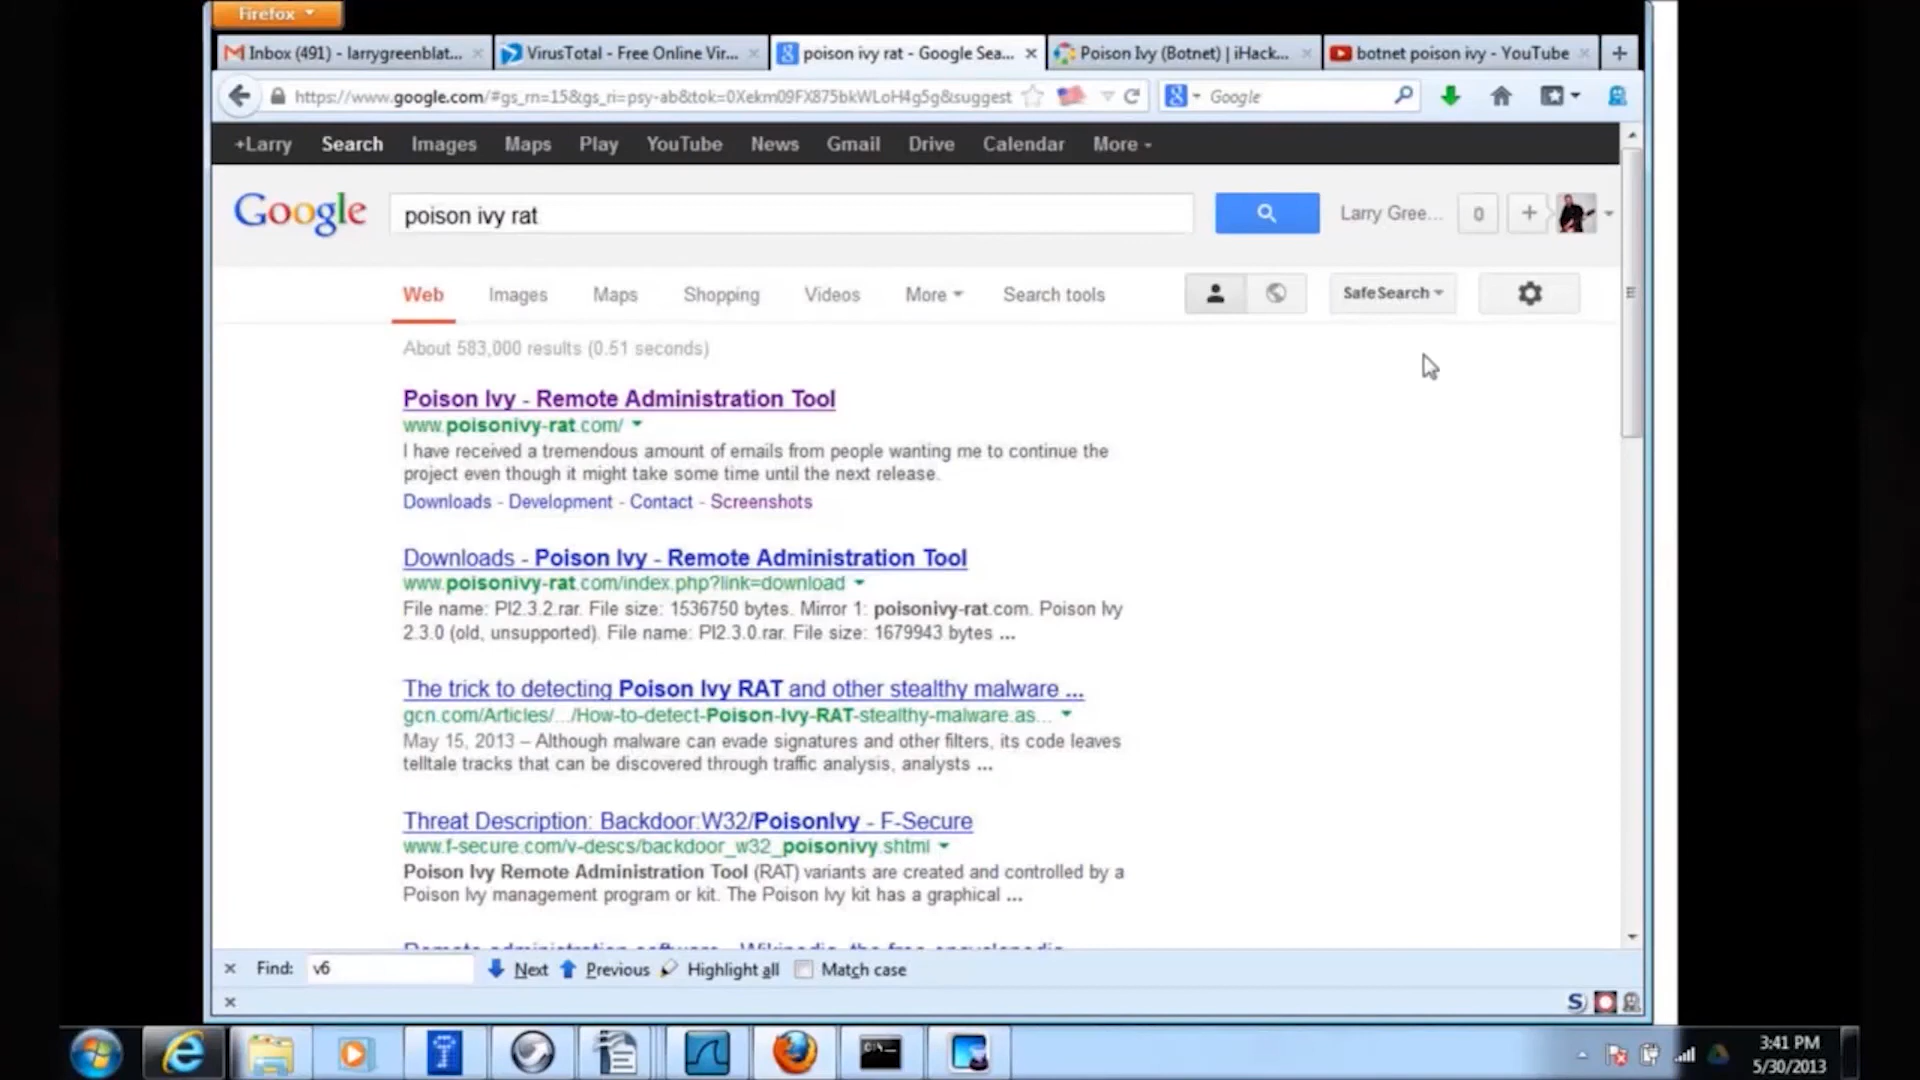 Firefox
Inbox (491) - larrygreenblat...
VirusTotal - Free Online Vir...
poison ivy rat - Google Sea...
Poison Ivy (Botnet) | iHack...
botnet poison ivy - YouTube
https://www.google.com/#gs_rn=15&gs_ri=psy-ab&tok=0Xekm09FX875bkWLoH4g5g&suggest
Google
+Larry Search Images Maps Play YouTube News Gmail Drive Calendar More
Google
poison ivy rat
Larry Gree...
0
+
Web Images Maps Shopping Videos More Search tools
SafeSearch
About 583,000 results (0.51 seconds)
Poison Ivy - Remote Administration Tool
www.poisonivy-rat.com/
I have received a tremendous amount of emails from people wanting me to continue the
project even though it might take some time until the next release.
Downloads - Development - Contact - Screenshots
Downloads - Poison Ivy - Remote Administration Tool
www.poisonivy-rat.com/index.php?link=download
File name: PI2.3.2.rar. File size: 1536750 bytes. Mirror 1: poisonivy-rat.com. Poison Ivy
2.3.0 (old, unsupported). File name: PI2.3.0.rar. File size: 1679943 bytes ...
The trick to detecting Poison Ivy RAT and other stealthy malware ...
gcn.com/Articles/.../How-to-detect-Poison-Ivy-RAT-stealthy-malware.as...
May 15, 2013 – Although malware can evade signatures and other filters, its code leaves
telltale tracks that can be discovered through traffic analysis, analysts ...
Threat Description: Backdoor:W32/PoisonIvy - F-Secure
www.f-secure.com/v-descs/backdoor_w32_poisonivy.shtml
Poison Ivy Remote Administration Tool (RAT) variants are created and controlled by a
Poison Ivy management program or kit. The Poison Ivy kit has a graphical ...
Remote administration software - Wikipedia, the free encyclopedia
Find: v6 Next Previous Highlight all Match case
3:41 PM
5/30/2013